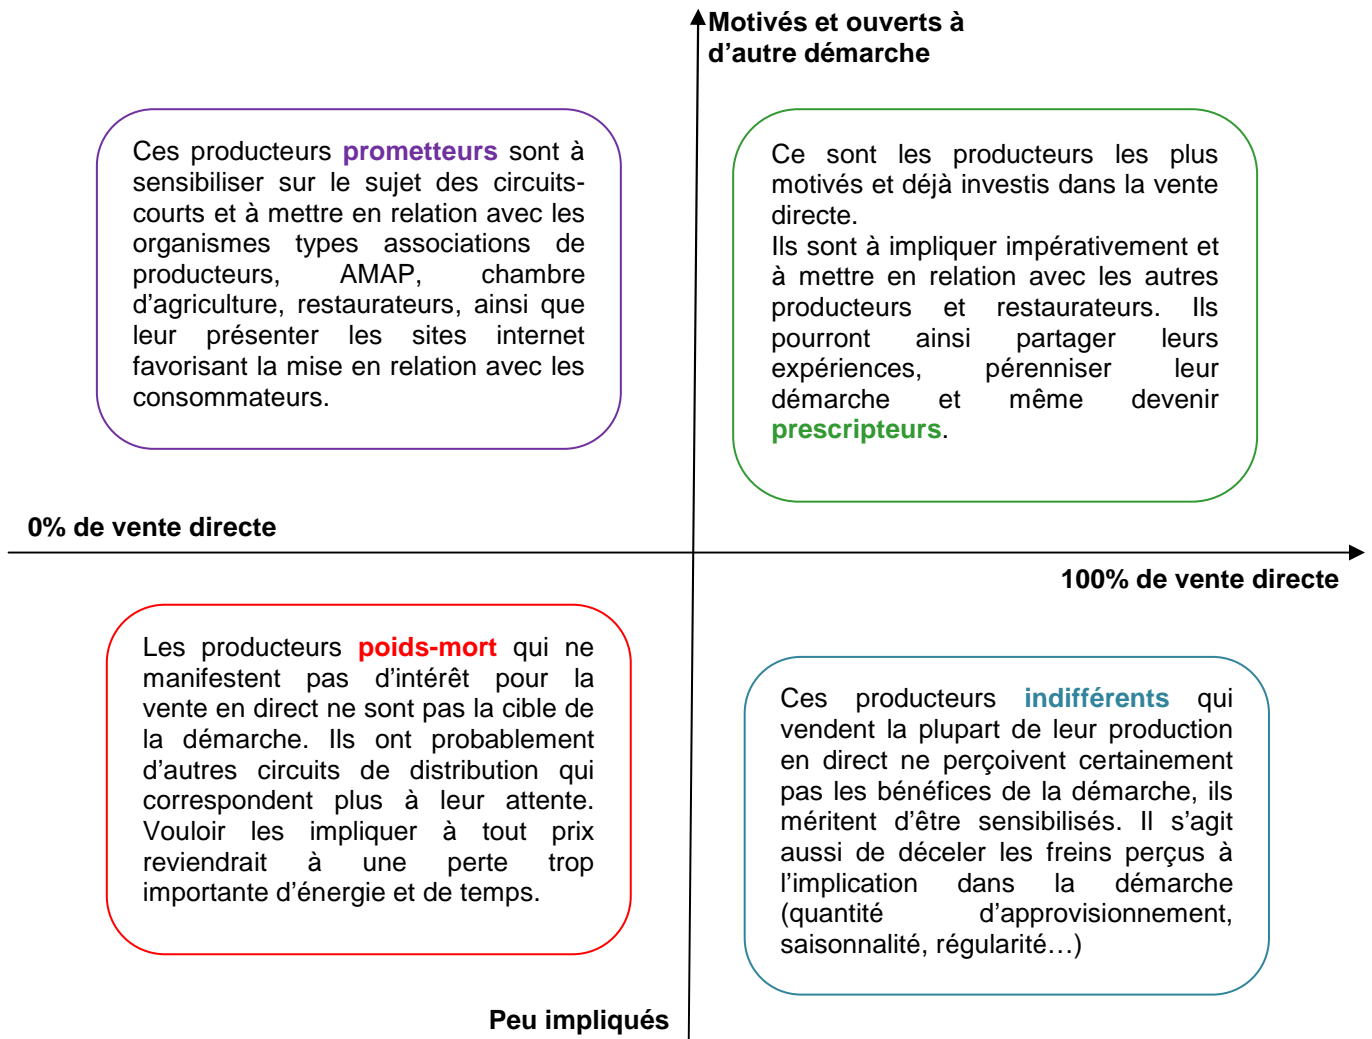 Motivés et ouverts à
d’autre démarche
Ces producteurs prometteurs sont à
sensibiliser sur le sujet des circuits-
courts et à mettre en relation avec les
organismes types associations de
producteurs, AMAP, chambre
d’agriculture, restaurateurs, ainsi que
leur présenter les sites internet
favorisant la mise en relation avec les
consommateurs.
Ce sont les producteurs les plus
motivés et déjà investis dans la vente
directe.
Ils sont à impliquer impérativement et
à mettre en relation avec les autres
producteurs et restaurateurs. Ils
pourront ainsi partager leurs
expériences, pérenniser leur
démarche et même devenir
prescripteurs.
0% de vente directe
100% de vente directe
Les producteurs poids-mort qui ne
manifestent pas d’intérêt pour la
vente en direct ne sont pas la cible de
la démarche. Ils ont probablement
d’autres circuits de distribution qui
correspondent plus à leur attente.
Vouloir les impliquer à tout prix
reviendrait à une perte trop
importante d’énergie et de temps.
Ces producteurs indifférents qui
vendent la plupart de leur production
en direct ne perçoivent certainement
pas les bénéfices de la démarche, ils
méritent d’être sensibilisés. Il s’agit
aussi de déceler les freins perçus à
l’implication dans la démarche
(quantité d’approvisionnement,
saisonnalité, régularité…)
Peu impliqués